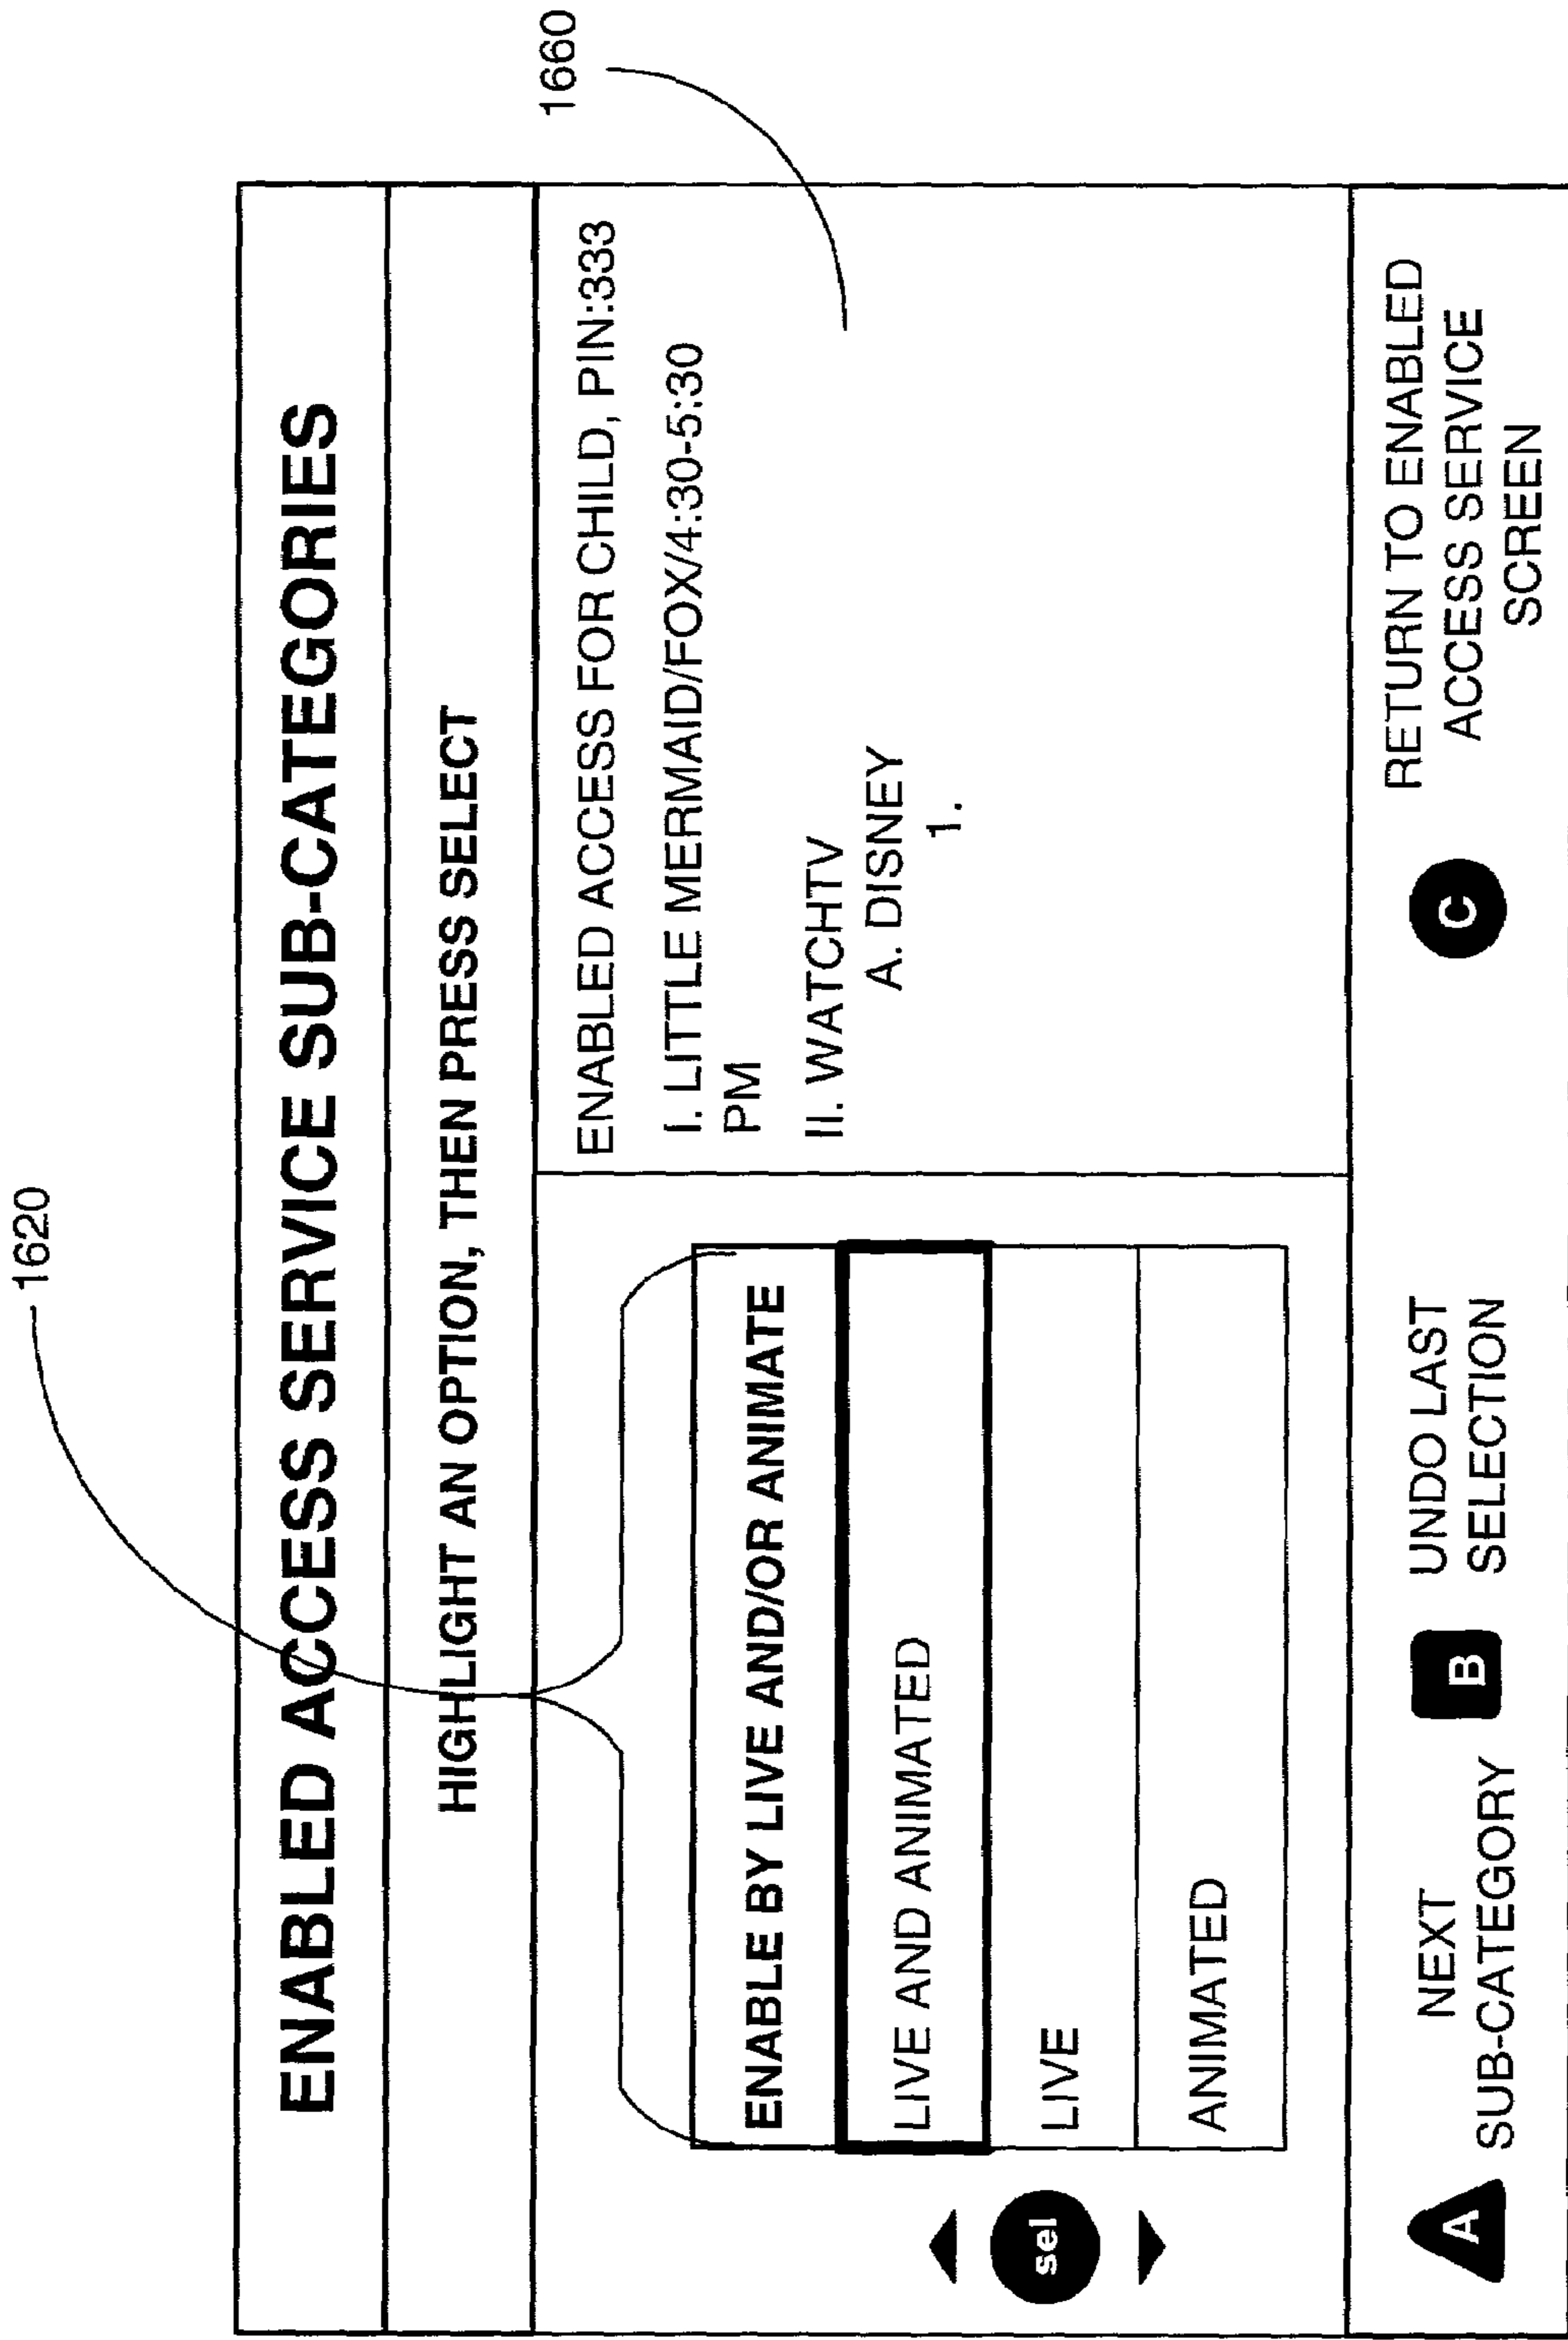 1620
ENABLED ACCESS SERVICE SUB-CATEGORIES
HIGHLIGHT AN OPTION, THEN PRESS SELECT
1660
ENABLE BY LIVE AND/OR ANIMATE
LIVE AND ANIMATED
LIVE
ANIMATED
sel
ENABLED ACCESS FOR CHILD, PIN:333
I. LITTLE MERMAID/FOX/4:30-5:30
PM
II. WATCHTV
A. DISNEY
1.
A
NEXT
SUB-CATEGORY
B
UNDO LAST
SELECTION
C
RETURN TO ENABLED
ACCESS SERVICE
SCREEN